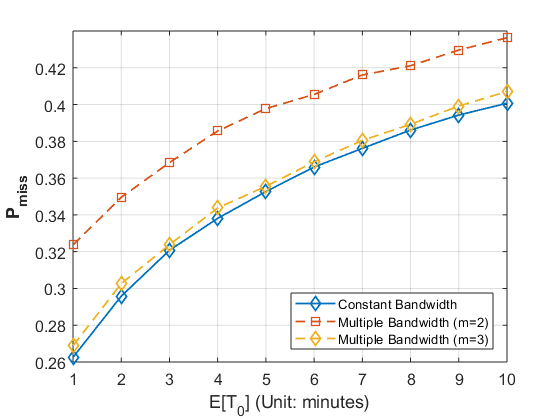 0.42
0.4
0.38
0.36
0.34
0.32
0.3
0.28
0.26
P_miss
1 2 3 4 5 6 7 8 9 10
E[T_0] (Unit: minutes)
Constant Bandwidth
Multiple Bandwidth (m=2)
Multiple Bandwidth (m=3)